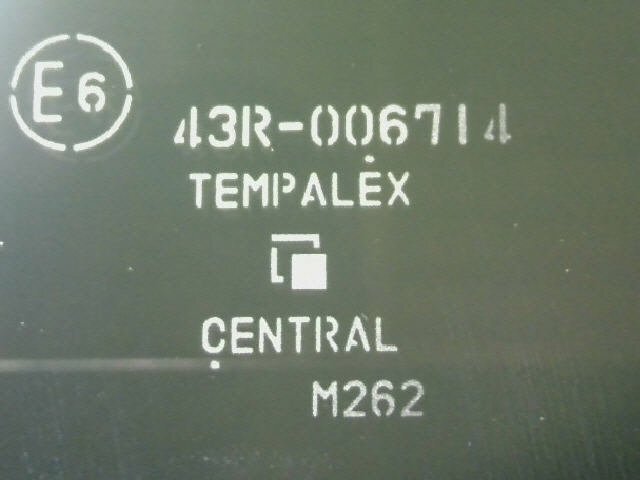 E6
43R-006714
TEMPALEX
CENTRAL
M262